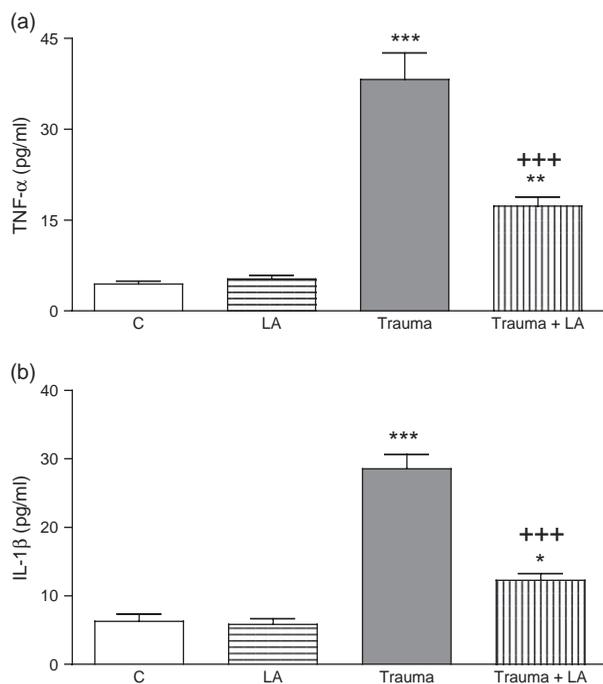 (a)
45
30
15
0
TNF-α (pg/ml)
***
+++
**
C LA Trauma Trauma + LA
(b)
40
30
20
10
0
IL-1β (pg/ml)
***
+++
*
C LA Trauma Trauma + LA